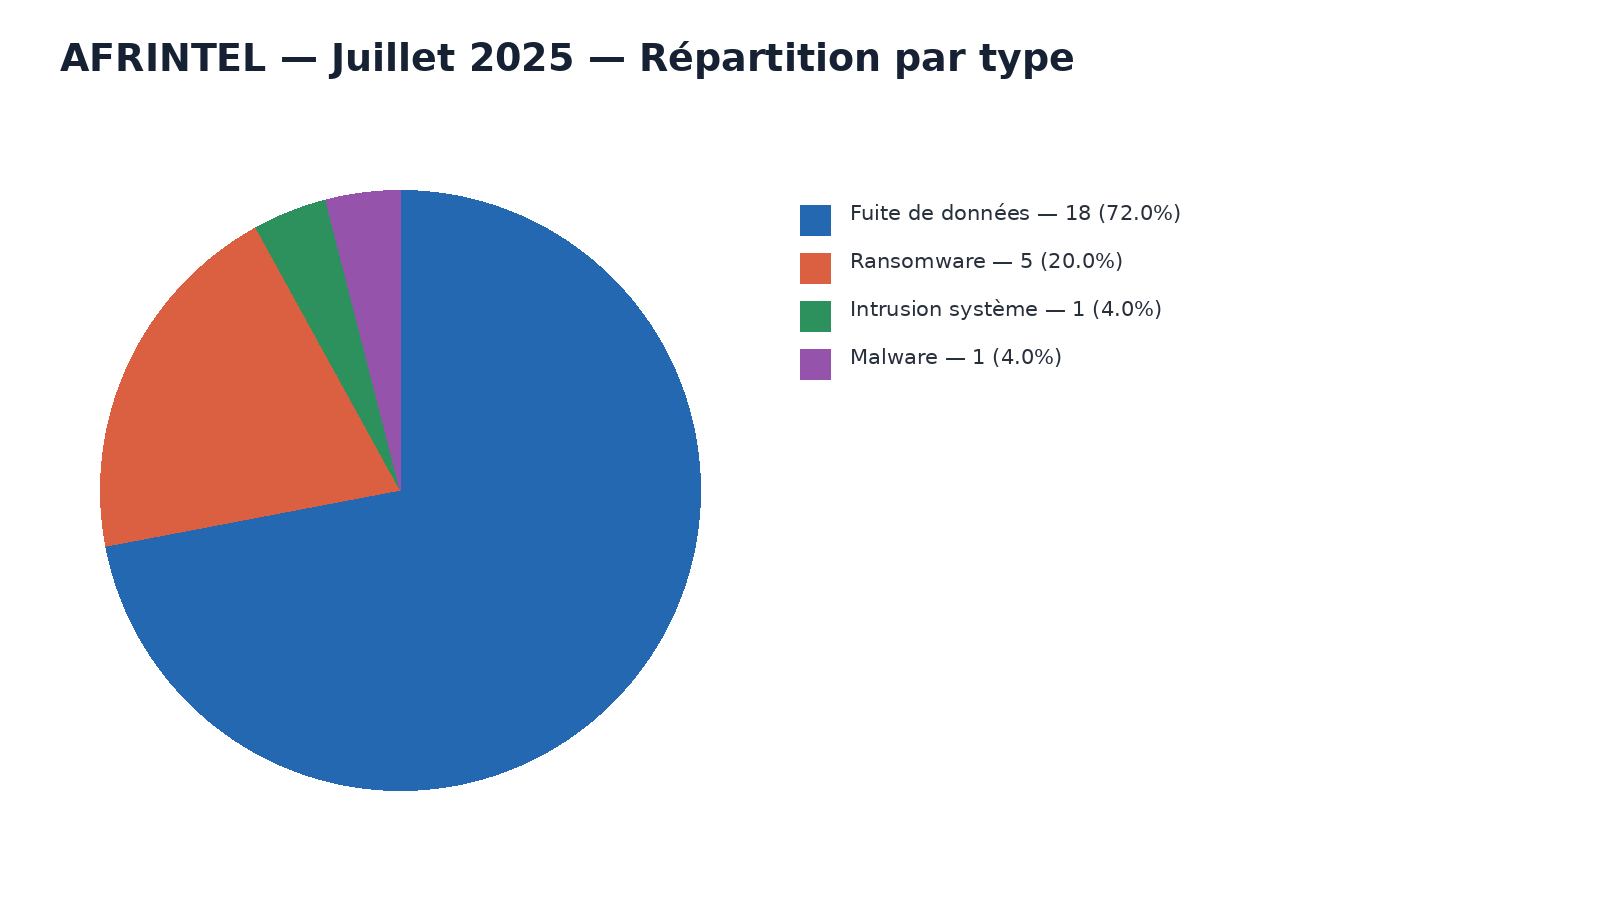 AFRINTEL — Juillet 2025 — Répartition par type
Fuite de données — 18 (72.0%)
Ransomware — 5 (20.0%)
Intrusion système — 1 (4.0%)
Malware — 1 (4.0%)